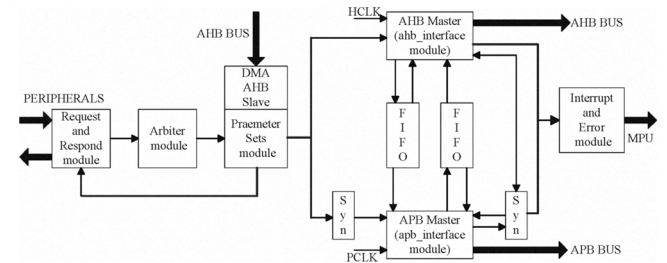 HCLK
AHB Master
(ahb_interface
module)
AHB BUS
AHB BUS
DMA
AHB
Slave
PERIPHERALS
Request
and
Respond
module
Arbiter
module
Praemeter
Sets
module
F
I
F
O
F
I
F
O
Interrupt
and
Error
module
MPU
S
y
n
APB Master
(apb_interface
module)
S
y
n
PCLK
APB BUS